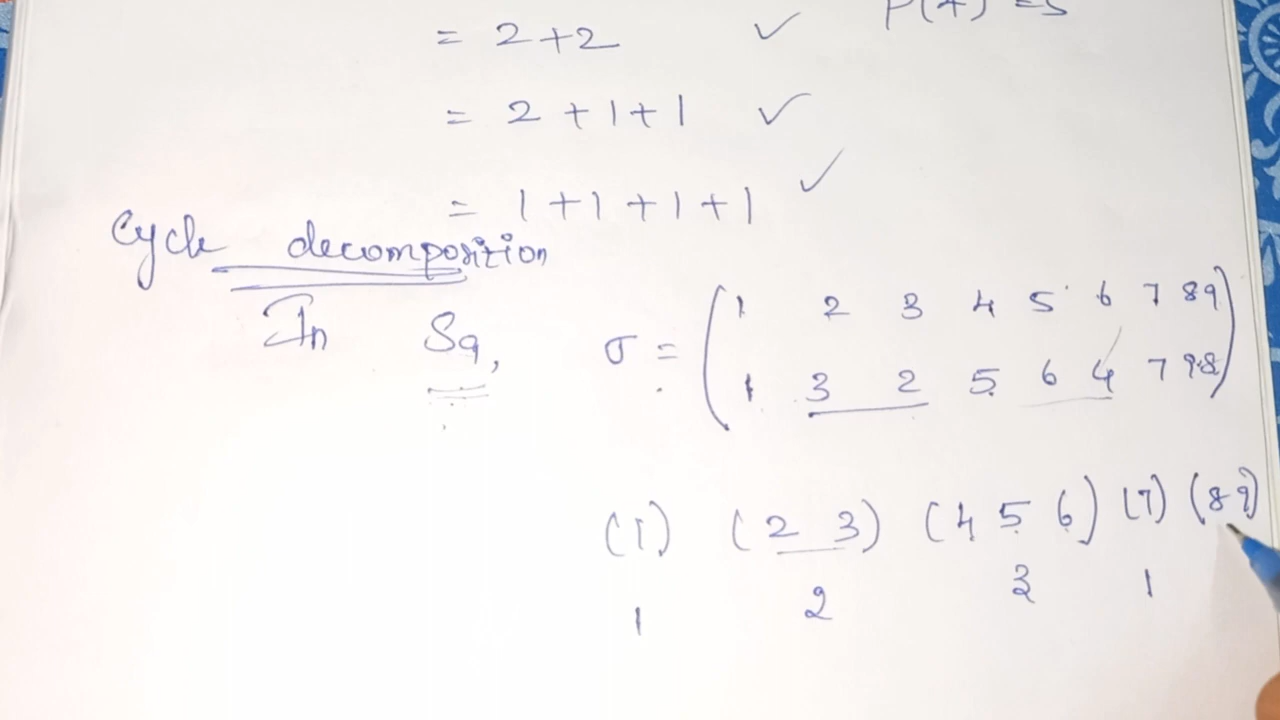 = 2+2 ✓ P(4) = 5
= 2 + 1 + 1 ✓
= 1 + 1 + 1 + 1 ✓
Cycle decomposition
In S9, σ = ( 1 2 3 4 5 6 7 8 9
1 3 2 5 6 4 7 9 8 )
(1) (2 3) (4 5 6) (7) (8 9)
1 2 3 1